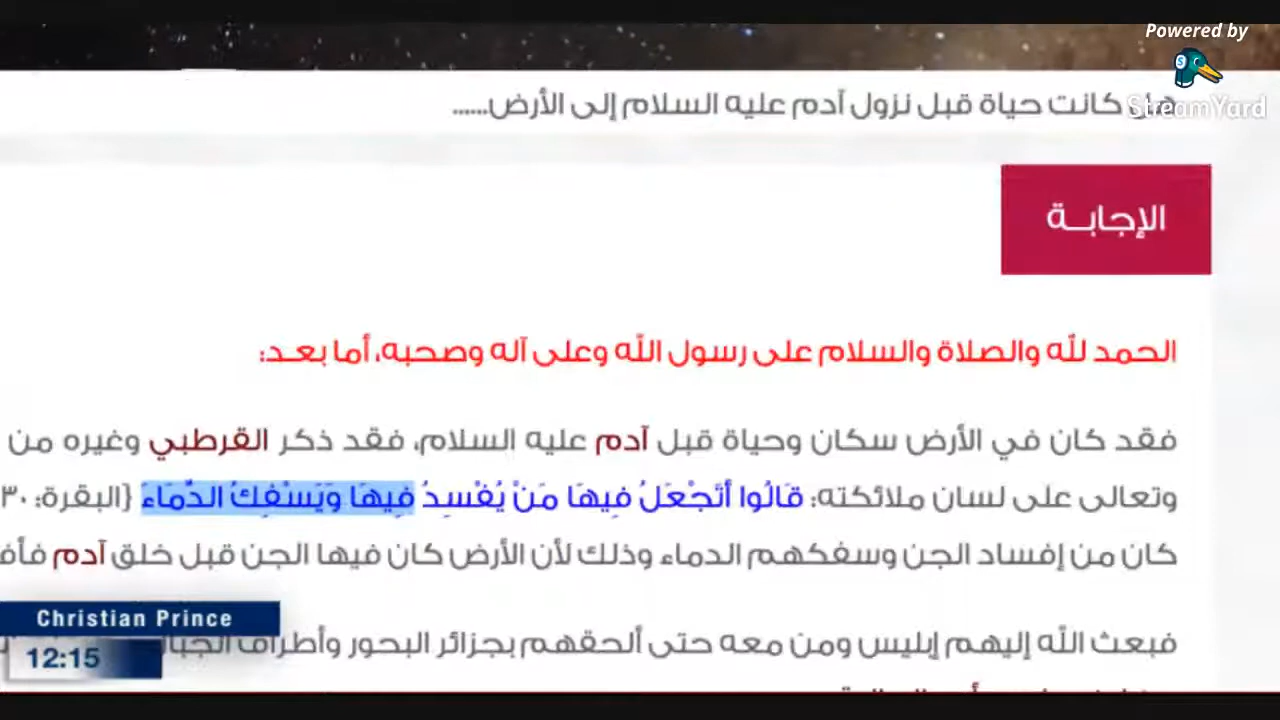 Powered by
StreamYard
كانت حياة قبل نزول آدم عليه السلام إلى الأرض......
الإجابــة
الحمد لله والصلاة والسلام على رسول الله وعلى آله وصحبه، أما بعـد:
فقد كان في الأرض سكان وحياة قبل آدم عليه السلام، فقد ذكر القرطبي وغيره من
وتعالى على لسان ملائكته: قَالُوا أَتَجْعَلُ فِيهَا مَنْ يُفْسِدُ فِيهَا وَيَسْفِكُ الدِّمَاءَ {البقرة: ٣٠
كان من إفساد الجن وسفكهم الدماء وذلك لأن الأرض كان فيها الجن قبل خلق آدم
Christian Prince
فبعث الله إليهم إبليس ومن معه حتى ألحقهم بجزائر البحور وأطراف الجبال
12:15